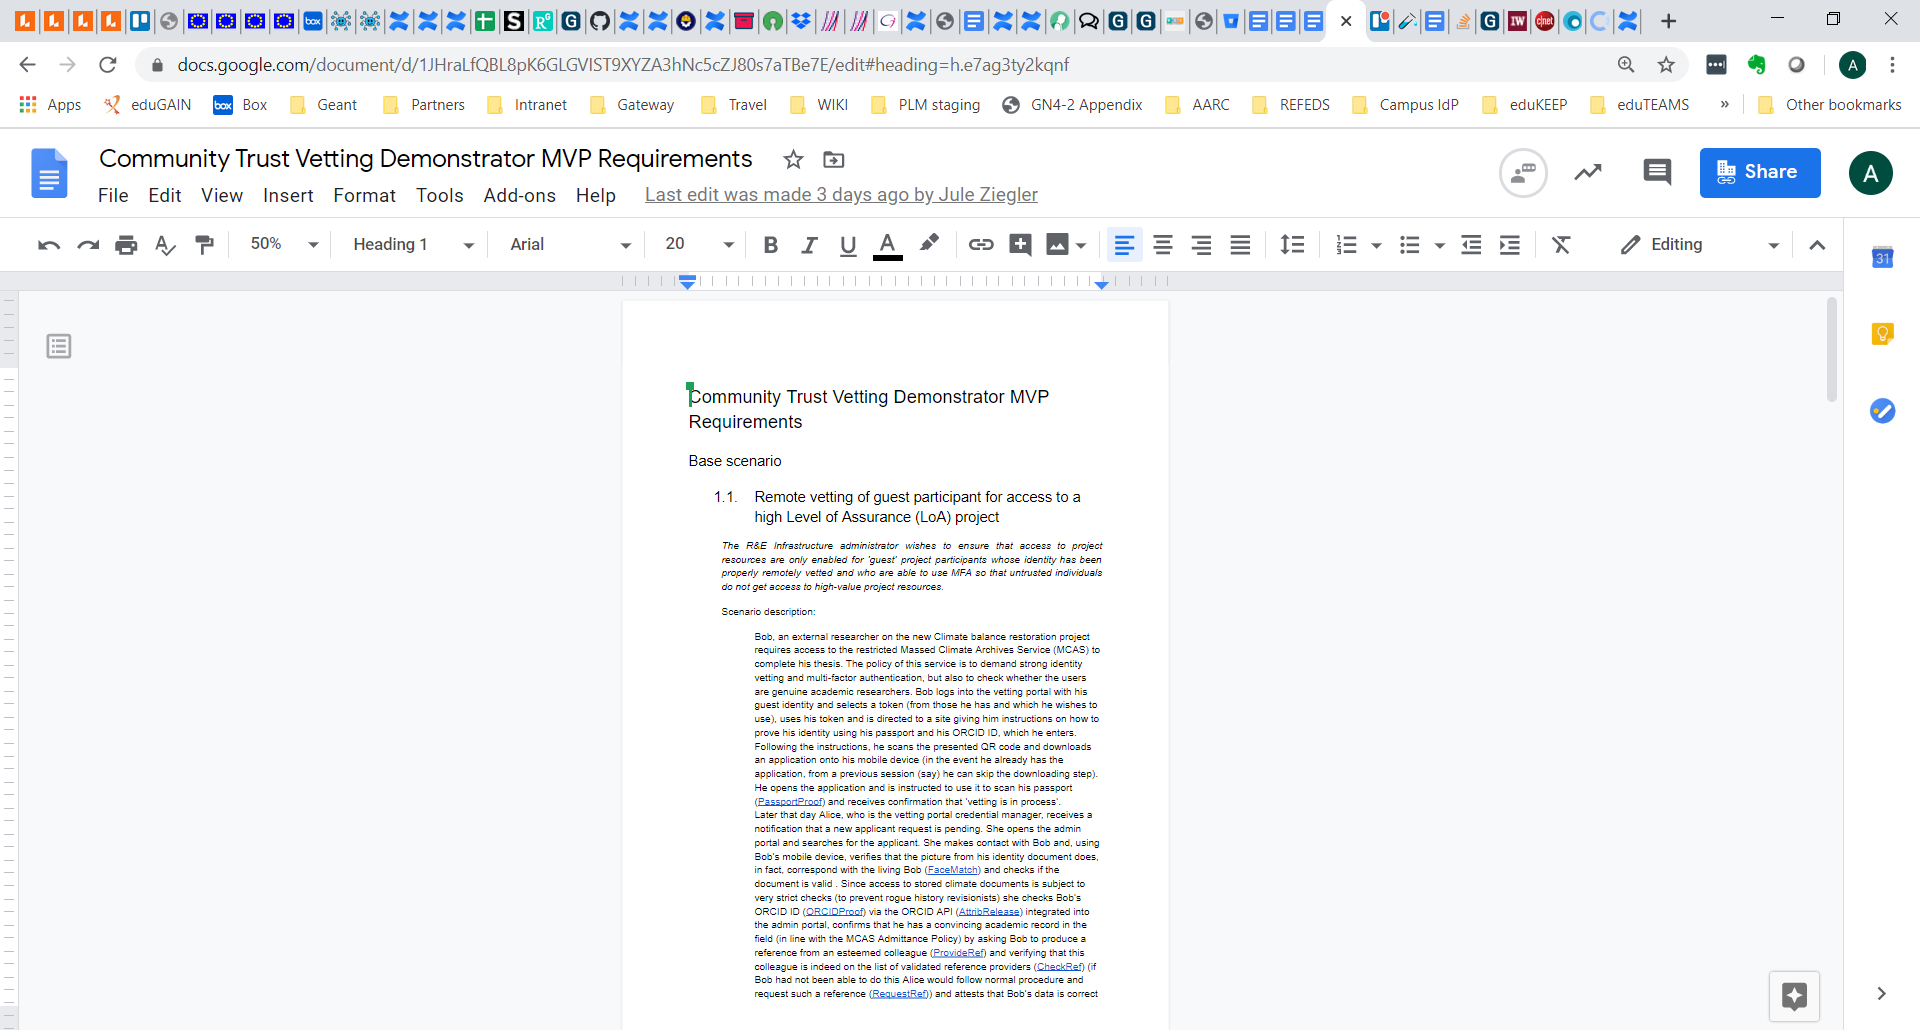 docs.google.com/document/d/1JHraLfQBL8pK6GLGVIST9XYZA3hNc5cZJ80s7aTBe7E/edit#heading=h.e7ag3ty2kqnf
A
Apps eduGAIN box Box Geant Partners Intranet Gateway Travel WIKI PLM staging GN4-2 Appendix AARC REFEDS Campus IdP eduKEEP eduTEAMS » Other bookmarks
Community Trust Vetting Demonstrator MVP Requirements
Share
A
File Edit View Insert Format Tools Add-ons Help Last edit was made 3 days ago by Jule Ziegler
50% Heading 1 Arial 20 B I U A Editing
31
Community Trust Vetting Demonstrator MVP
Requirements
Base scenario
1.1. Remote vetting of guest participant for access to a
high Level of Assurance (LoA) project
The R&E Infrastructure administrator wishes to ensure that access to project
resources are only enabled for 'guest' project participants whose identity has been
properly remotely vetted and who are able to use MFA so that untrusted individuals
do not get access to high-value project resources.
Scenario description:
Bob, an external researcher on the new Climate balance restoration project
requires access to the restricted Massed Climate Archives Service (MCAS) to
complete his thesis. The policy of this service is to demand strong identity
vetting and multi-factor authentication, but also to check whether the users
are genuine academic researchers. Bob logs into the vetting portal with his
guest identity and selects a token (from those he has and which he wishes to
use), uses his token and is directed to a site giving him instructions on how to
prove his identity using his passport and his ORCID ID, which he enters.
Following the instructions, he scans the presented QR code and downloads
an application onto his mobile device (in the event he already has the
application, from a previous session (say) he can skip the downloading step).
He opens the application and is instructed to use it to scan his passport
(PassportProof) and receives confirmation that 'vetting is in process'.
Later that day Alice, who is the vetting portal credential manager, receives a
notification that a new applicant request is pending. She opens the admin
portal and searches for the applicant. She makes contact with Bob and, using
Bob's mobile device, verifies that the picture from his identity document does,
in fact, correspond with the living Bob (FaceMatch) and checks if the
document is valid . Since access to stored climate documents is subject to
very strict checks (to prevent rogue history revisionists) she checks Bob's
ORCID ID (ORCIDProof) via the ORCID API (AttribRelease) integrated into
the admin portal, confirms that he has a convincing academic record in the
field (in line with the MCAS Admittance Policy) by asking Bob to produce a
reference from an esteemed colleague (ProvideRef) and verifying that this
colleague is indeed on the list of validated reference providers (CheckRef) (if
Bob had not been able to do this Alice would follow normal procedure and
request such a reference (RequestRef)) and attests that Bob's data is correct